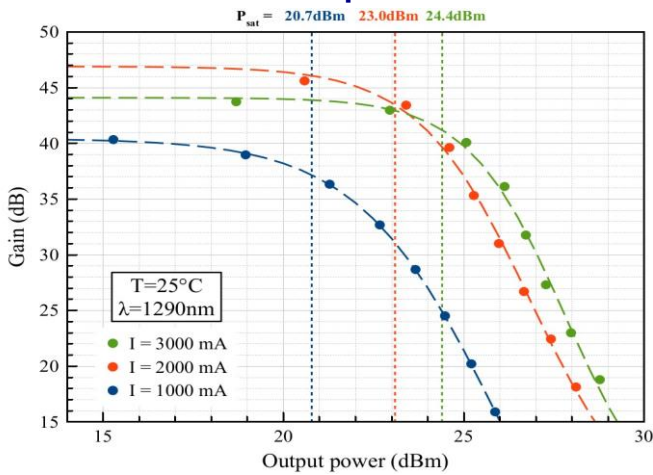 P_sat = 20.7dBm 23.0dBm 24.4dBm
50
45
40
35
30
25
20
15
Gain (dB)
T=25°C
λ=1290nm
I = 3000 mA
I = 2000 mA
I = 1000 mA
15 20 25 30
Output power (dBm)